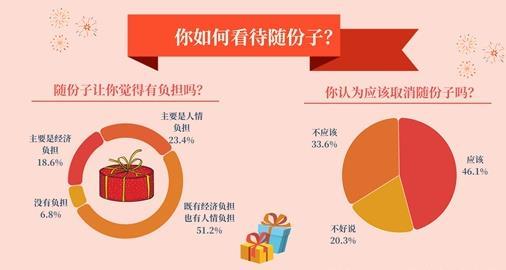 你如何看待随份子？
随份子让你觉得有负担吗？
主要是人情
负担
23.4%
主要是经济
负担
18.6%
没有负担
6.8%
既有经济负担
也有人情负担
51.2%
你认为应该取消随份子吗？
不应该
33.6%
应该
46.1%
不好说
20.3%